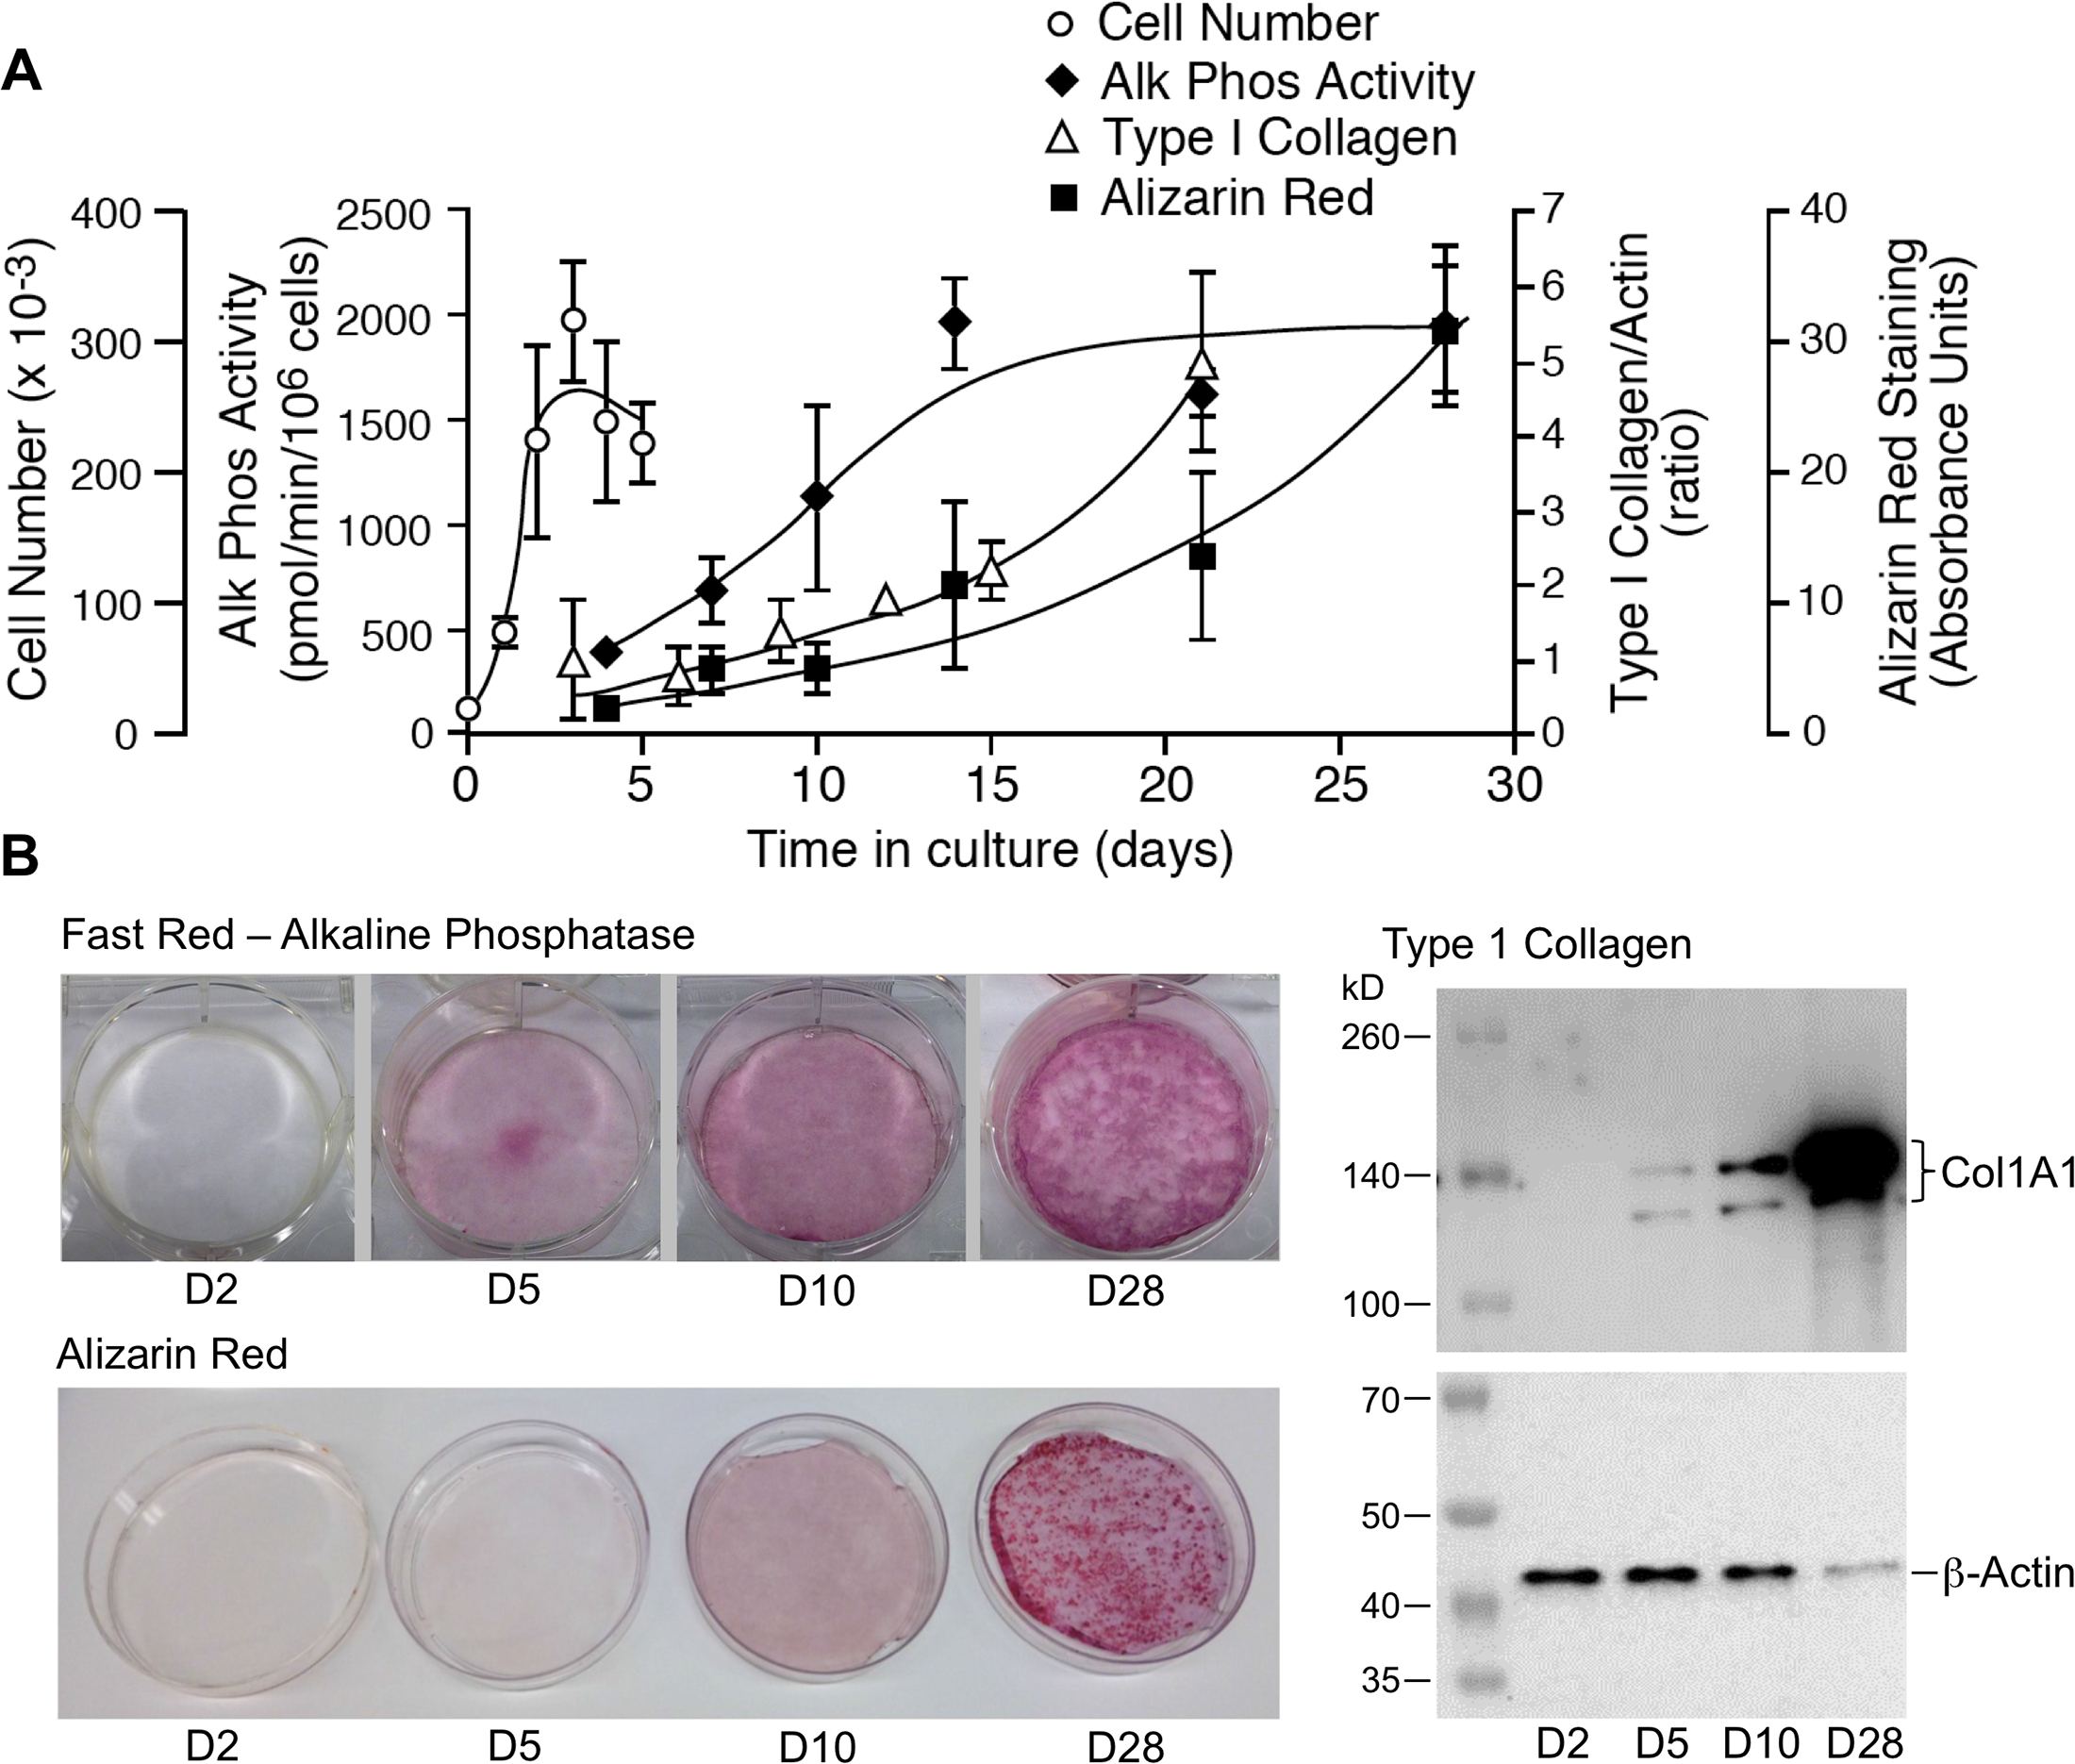 A
Cell Number
Alk Phos Activity
Type I Collagen
Alizarin Red
Cell Number (x 10-3)
400
300
200
100
0
Alk Phos Activity
(pmol/min/106 cells)
2500
2000
1500
1000
500
0
7
6
5
4
3
2
1
0
Type I Collagen/Actin
(ratio)
40
30
20
10
0
Alizarin Red Staining
(Absorbance Units)
0 5 10 15 20 25 30
Time in culture (days)
B
Fast Red – Alkaline Phosphatase
D2 D5 D10 D28
Alizarin Red
D2 D5 D10 D28
Type 1 Collagen
kD
260
140
100
Col1A1
70
50
40
35
β-Actin
D2 D5 D10 D28